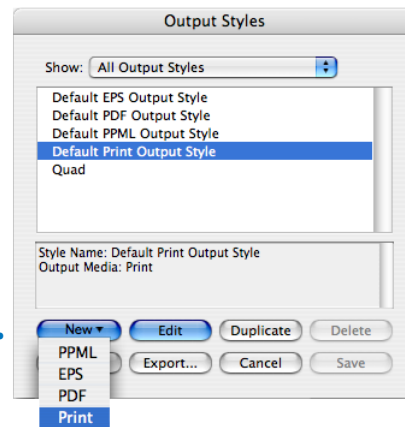 Output Styles
Show: All Output Styles
Default EPS Output Style
Default PDF Output Style
Default PPML Output Style
Default Print Output Style
Quad
Style Name: Default Print Output Style
Output Media: Print
New Edit Duplicate Delete
Export... Cancel Save
PPML
EPS
PDF
Print